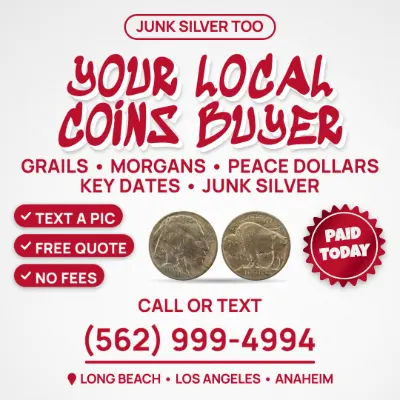 JUNK SILVER TOO
YOUR LOCAL
COINS BUYER
GRAILS • MORGANS • PEACE DOLLARS
KEY DATES • JUNK SILVER
TEXT A PIC
FREE QUOTE
NO FEES
PAID
TODAY
CALL OR TEXT
(562) 999-4994
LONG BEACH • LOS ANGELES • ANAHEIM